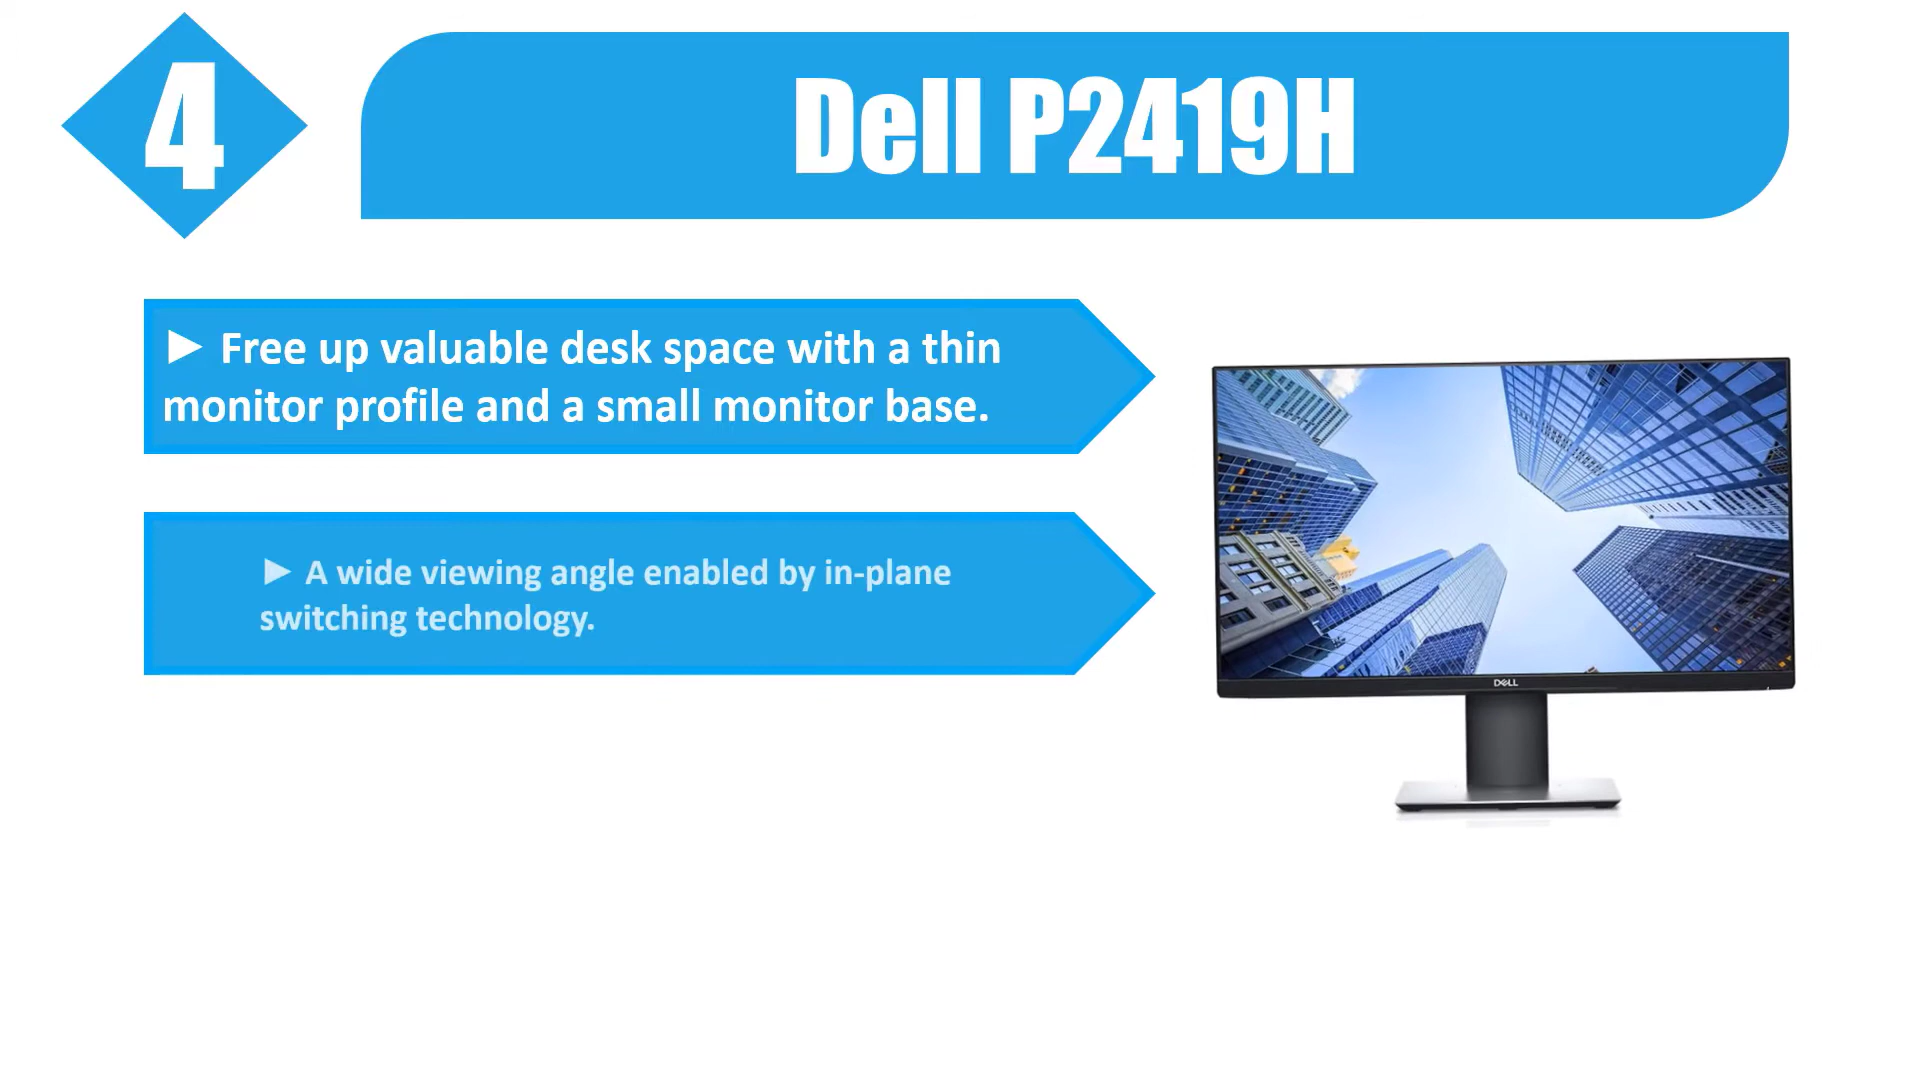 4
Dell P2419H
► Free up valuable desk space with a thin
monitor profile and a small monitor base.
► A wide viewing angle enabled by in-plane
switching technology.
DELL